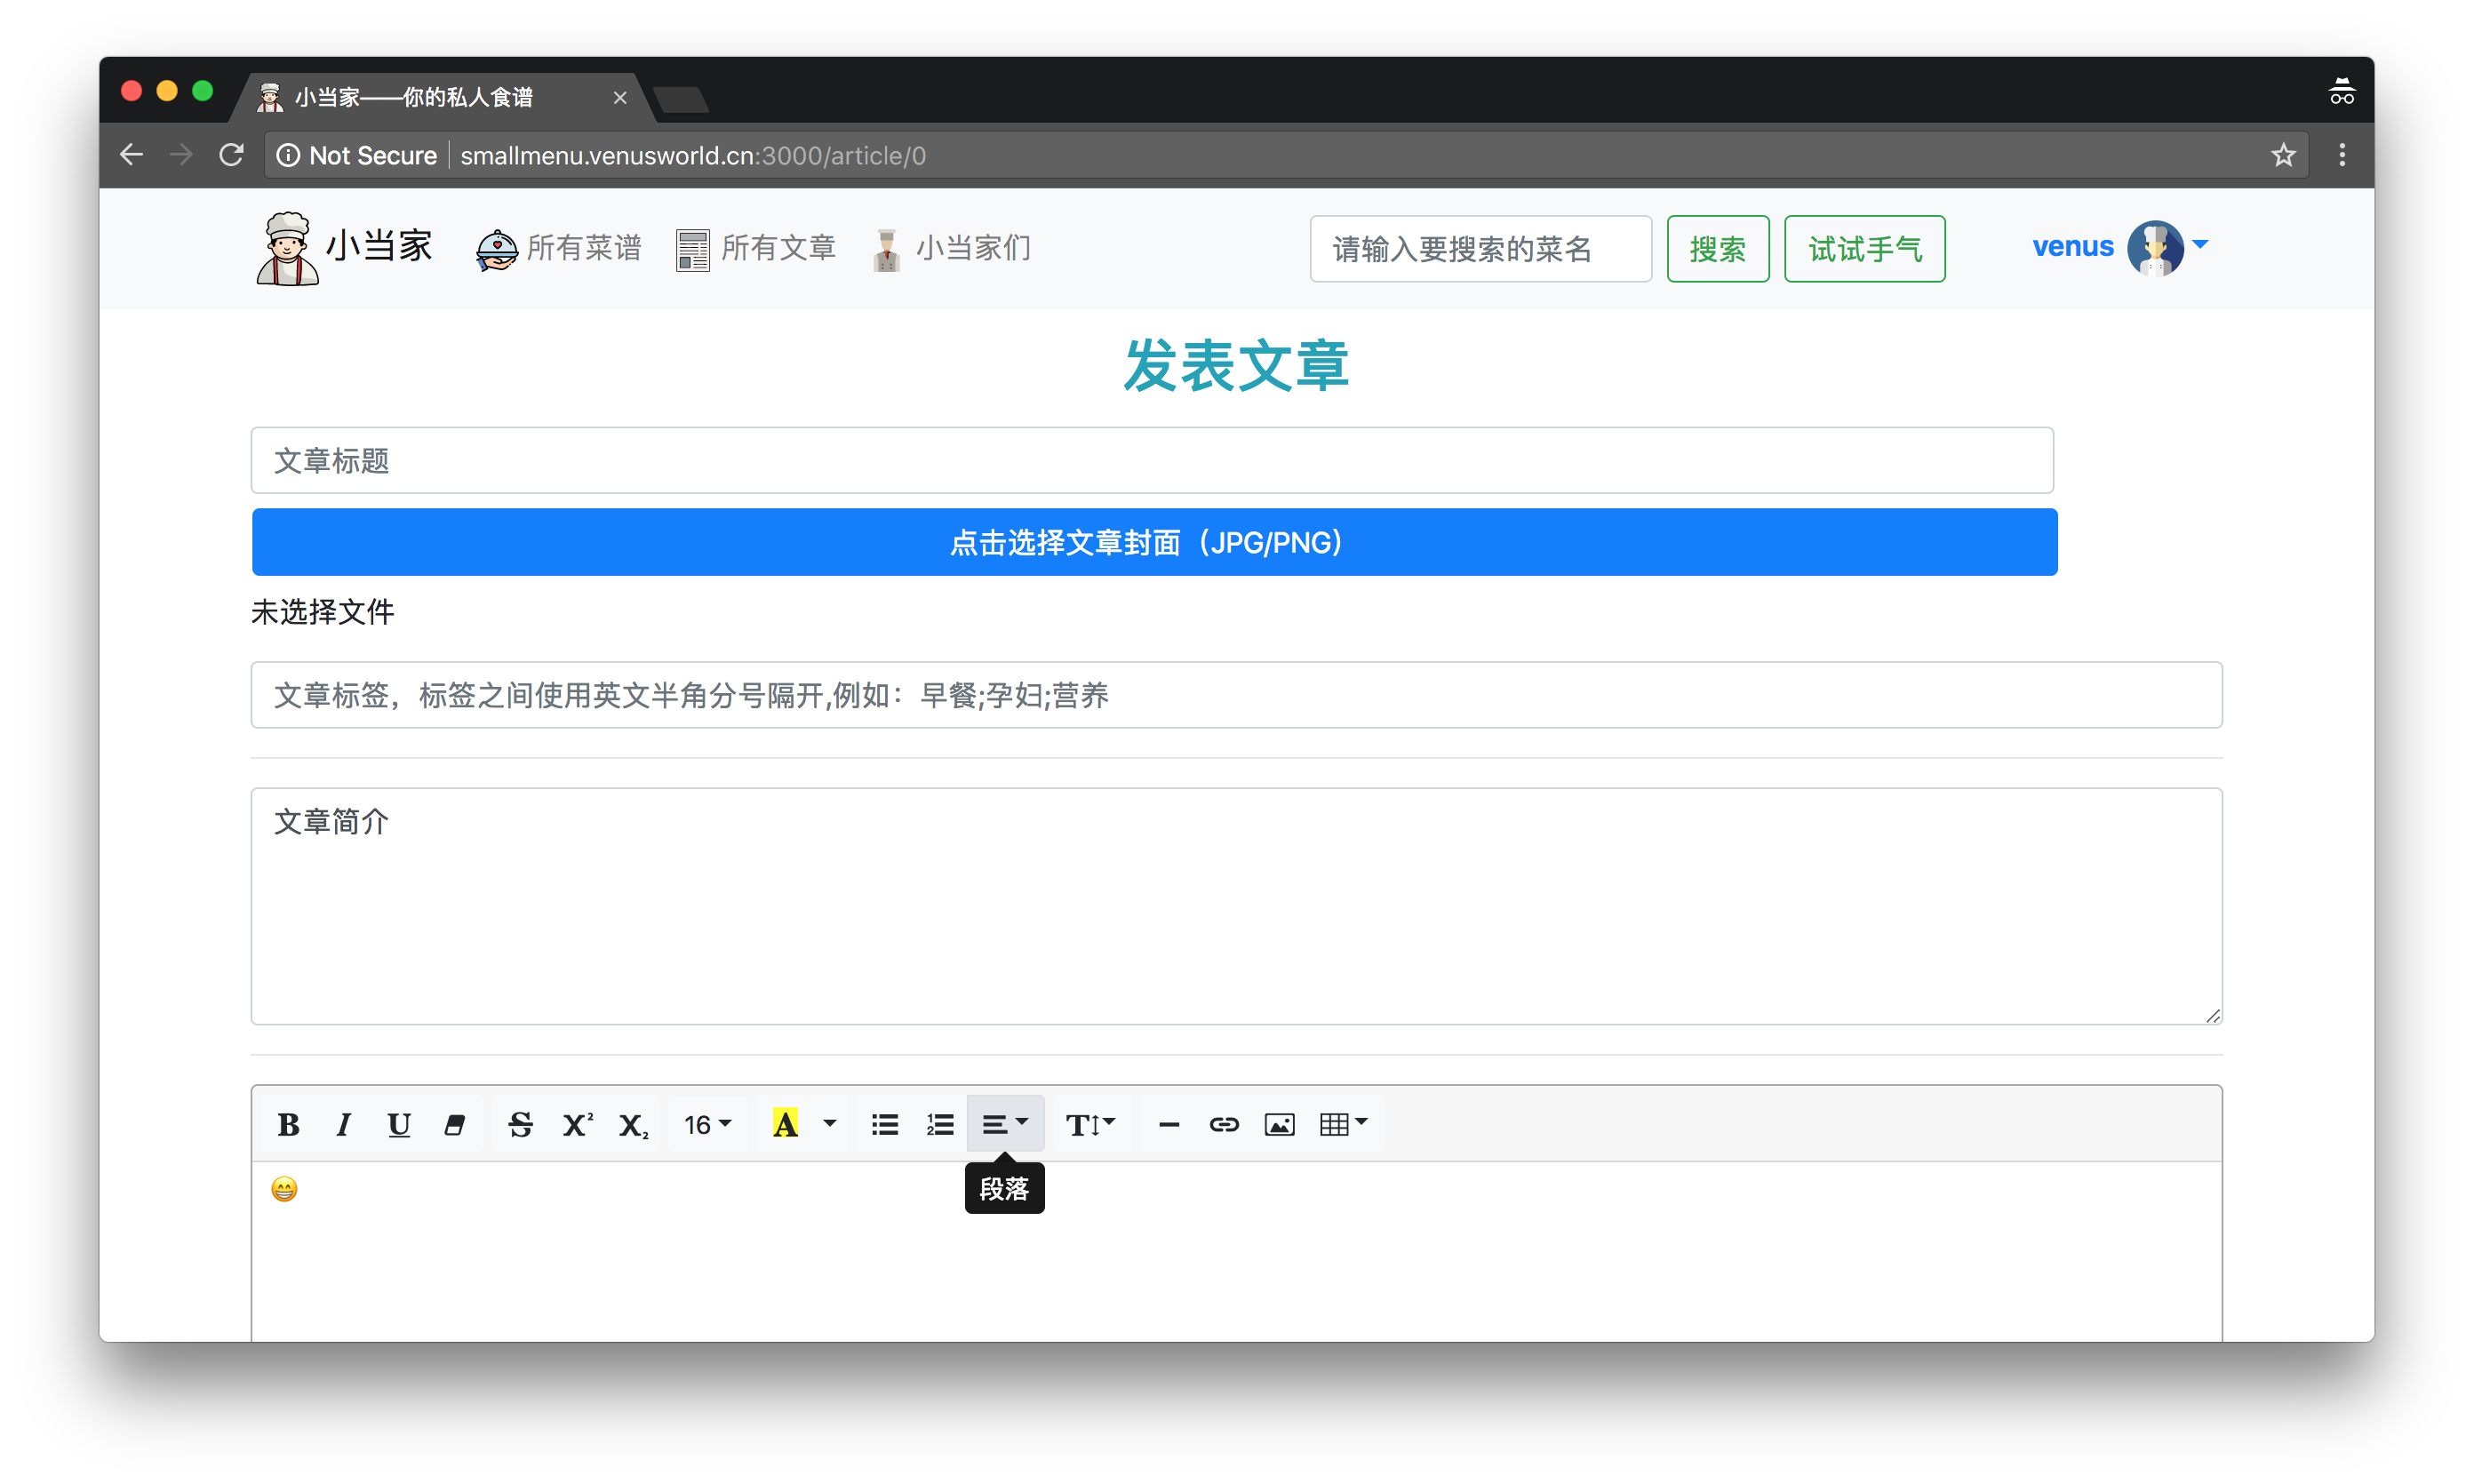 小当家——你的私人食谱
Not Secure smallmenu.venusworld.cn:3000/article/0
小当家 所有菜谱 所有文章 小当家们 请输入要搜索的菜名 搜索 试试手气 venus
发表文章
文章标题
点击选择文章封面（JPG/PNG）
未选择文件
文章标签，标签之间使用英文半角分号隔开,例如：早餐;孕妇;营养
文章简介
B I U S X² X₂ 16 A T
😁
段落